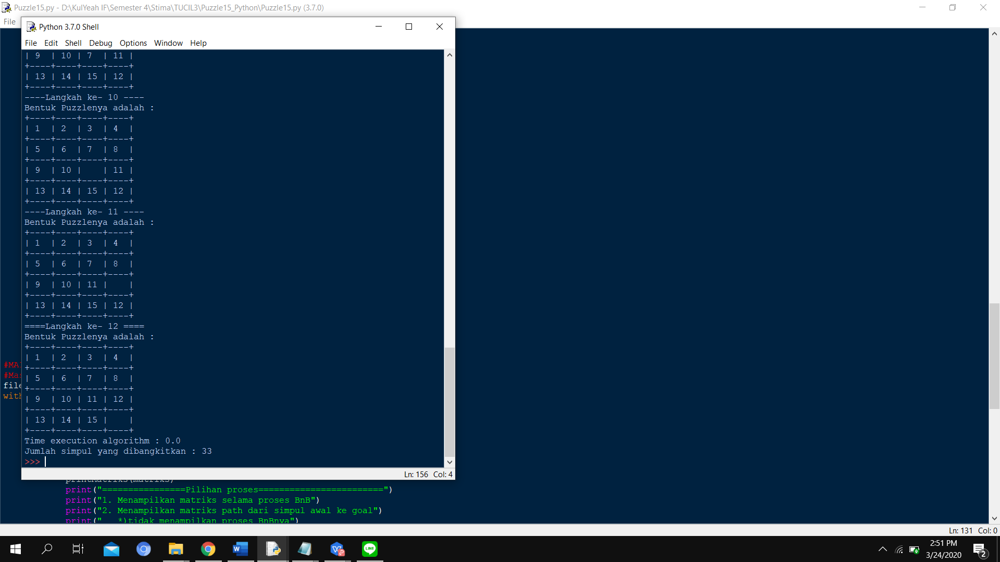 Puzzle15.py - D:\KulYeah IF\Semester 4\Stima\TUCIL3\Puzzle15_Python\Puzzle15.py (3.7.0)
File
Python 3.7.0 Shell
File Edit Shell Debug Options Window Help
| 9  | 10 | 7  | 11 |
+----+----+----+----+
| 13 | 14 | 15 | 12 |
+----+----+----+----+
----Langkah ke- 10 ----
Bentuk Puzzlenya adalah :
+----+----+----+----+
| 1  | 2  | 3  | 4  |
+----+----+----+----+
| 5  | 6  | 7  | 8  |
+----+----+----+----+
| 9  | 10 |    | 11 |
+----+----+----+----+
| 13 | 14 | 15 | 12 |
+----+----+----+----+
----Langkah ke- 11 ----
Bentuk Puzzlenya adalah :
+----+----+----+----+
| 1  | 2  | 3  | 4  |
+----+----+----+----+
| 5  | 6  | 7  | 8  |
+----+----+----+----+
| 9  | 10 | 11 |    |
+----+----+----+----+
| 13 | 14 | 15 | 12 |
+----+----+----+----+
====Langkah ke- 12 ====
Bentuk Puzzlenya adalah :
+----+----+----+----+
| 1  | 2  | 3  | 4  |
+----+----+----+----+
| 5  | 6  | 7  | 8  |
+----+----+----+----+
| 9  | 10 | 11 | 12 |
+----+----+----+----+
| 13 | 14 | 15 |    |
+----+----+----+----+
Time execution algorithm : 0.0
Jumlah simpul yang dibangkitkan : 33
>>>
Ln: 156 Col: 4
#MA
#Mas
file
with
printMatriks(matriks)
print("================Pilihan proses========================")
print("1. Menampilkan matriks selama proses BnB")
print("2. Menampilkan matriks path dari simpul awal ke goal")
print("   *)tidak menampilkan proses BnBnya")
Ln: 131 Col: 0
2:51 PM
3/24/2020
2
LINE